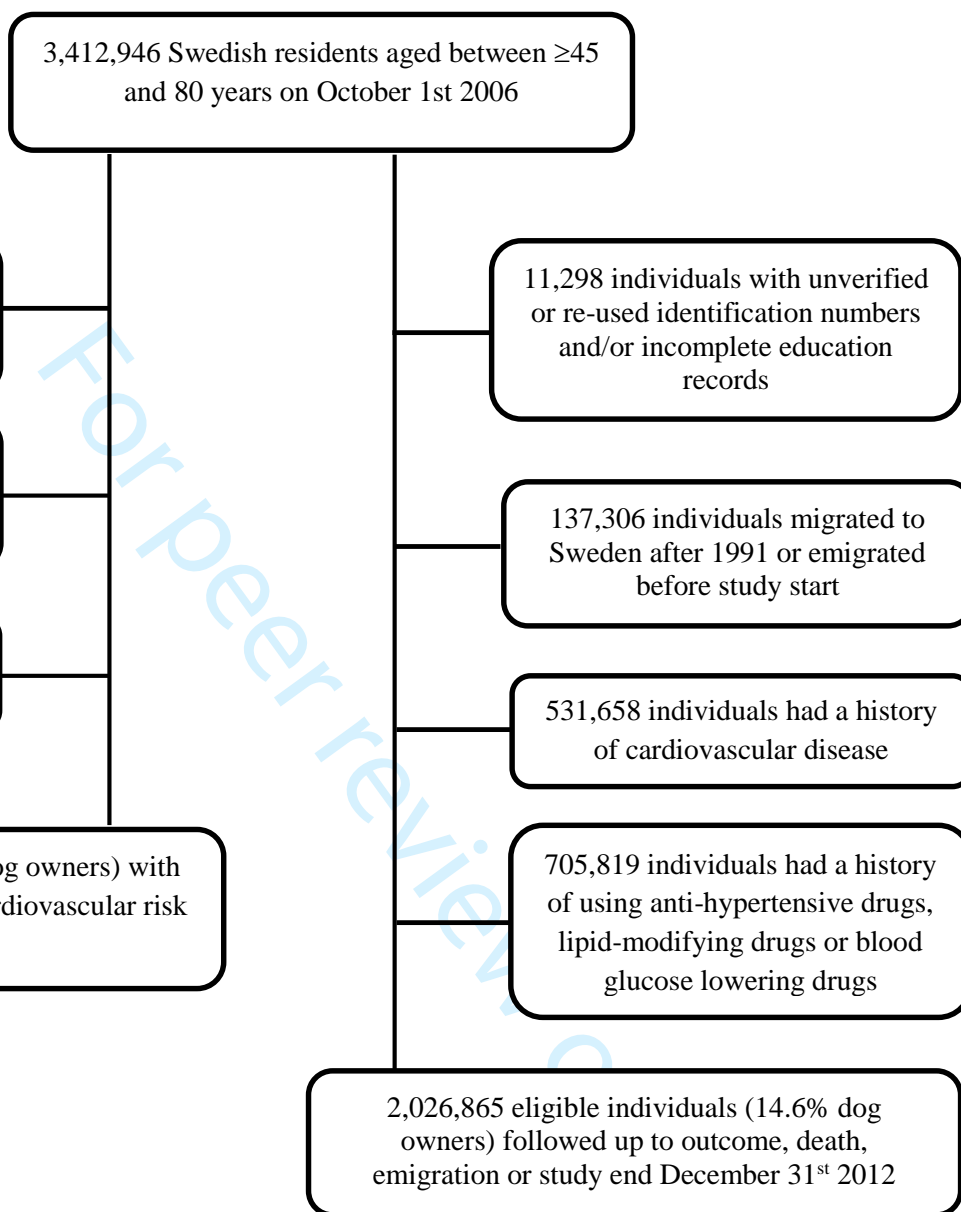 3,412,946 Swedish residents aged between ≥45
and 80 years on October 1st 2006
11,298 individuals with unverified
or re-used identification numbers
and/or incomplete education
records
137,306 individuals migrated to
Sweden after 1991 or emigrated
before study start
531,658 individuals had a history
of cardiovascular disease
owners) with
risk
705,819 individuals had a history
of using anti-hypertensive drugs,
lipid-modifying drugs or blood
glucose lowering drugs
2,026,865 eligible individuals (14.6% dog
owners) followed up to outcome, death,
emigration or study end December 31st 2012
For peer review